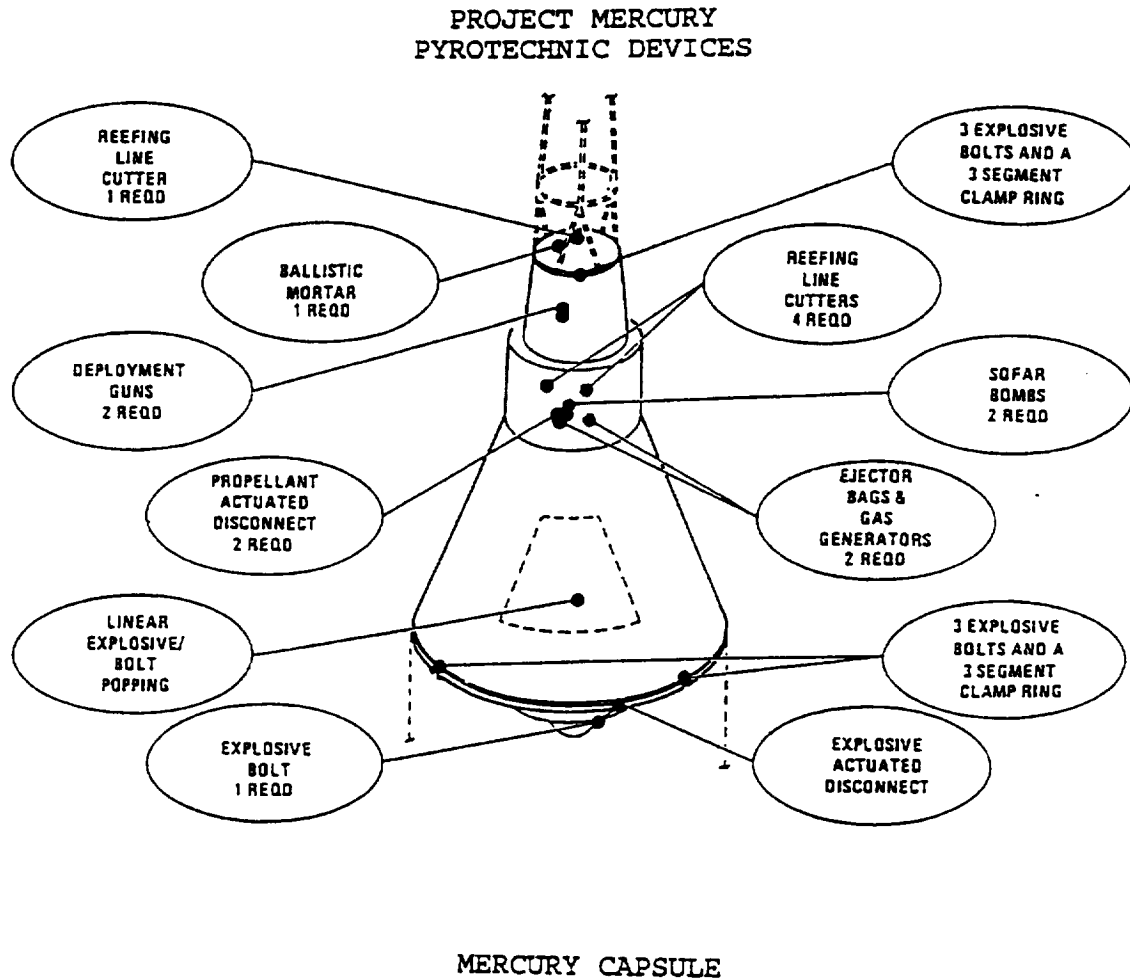 PROJECT MERCURY
PYROTECHNIC DEVICES
REEFING
LINE
CUTTER
1 REQD
3 EXPLOSIVE
BOLTS AND A
3 SEGMENT
CLAMP RING
BALLISTIC
MORTAR
1 REQD
REEFING
LINE
CUTTERS
4 REQD
DEPLOYMENT
GUNS
2 REQD
SOFAR
BOMBS
2 REQD
PROPELLANT
ACTUATED
DISCONNECT
2 REQD
EJECTOR
BAGS &
GAS
GENERATORS
2 REQD
LINEAR
EXPLOSIVE/
BOLT
POPPING
3 EXPLOSIVE
BOLTS AND A
3 SEGMENT
CLAMP RING
EXPLOSIVE
BOLT
1 REQD
EXPLOSIVE
ACTUATED
DISCONNECT
MERCURY CAPSULE